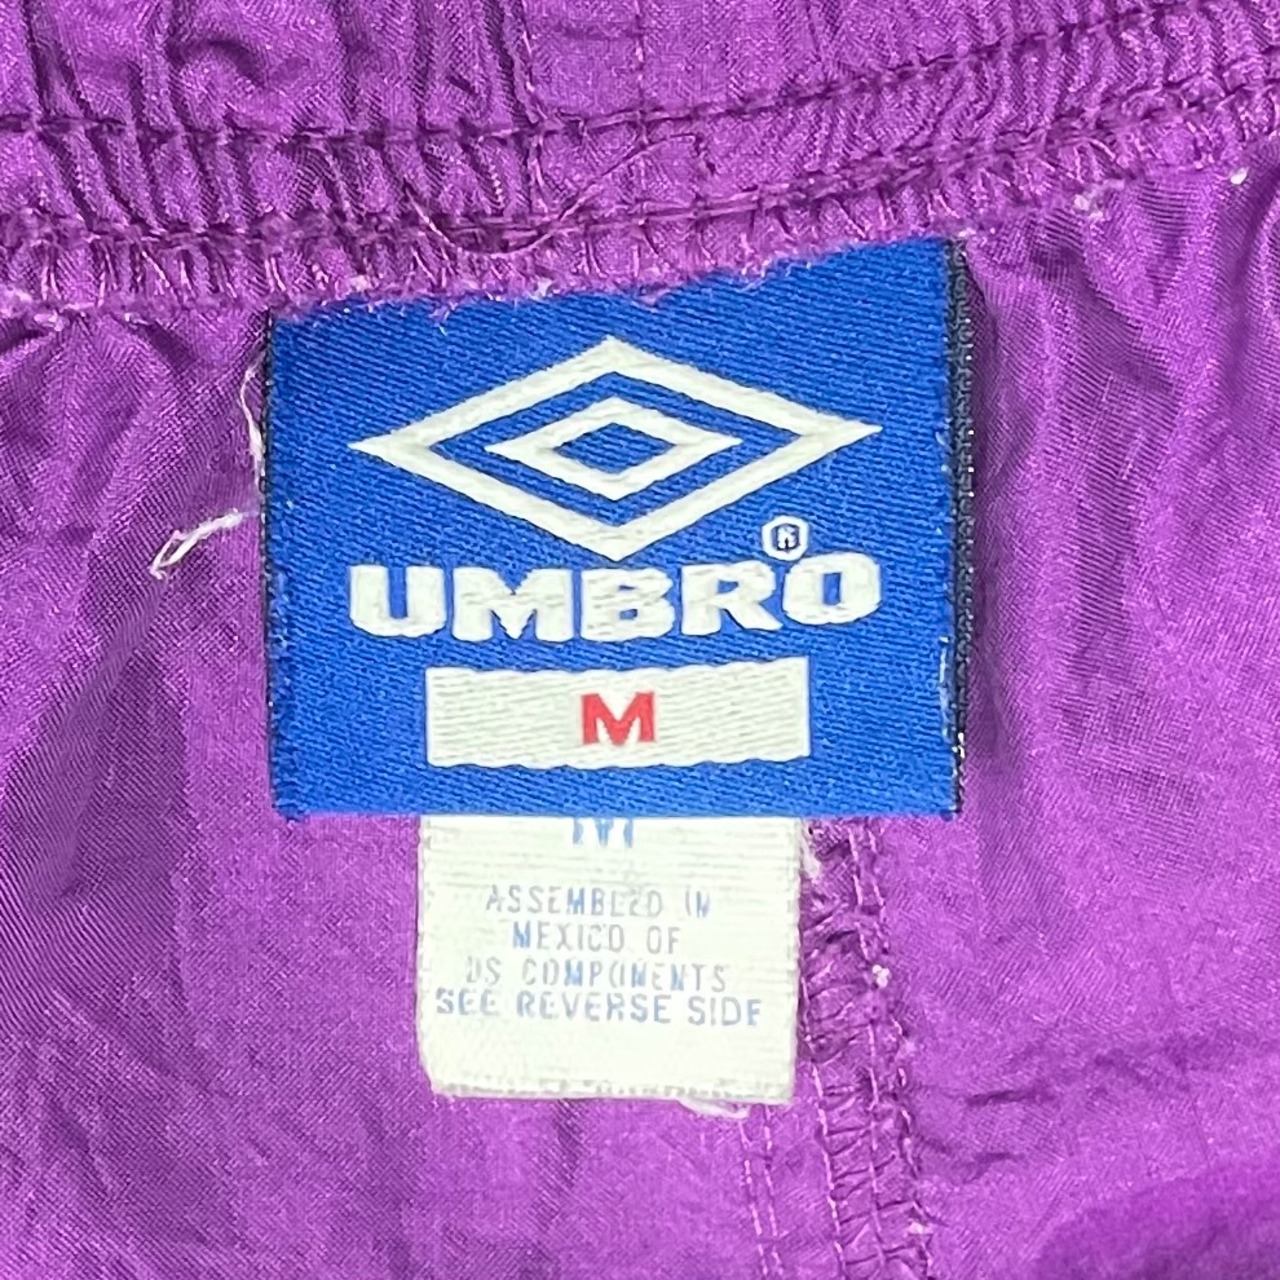 UMBRO®
M
M
ASSEMBLED IN
MEXICO OF
US COMPONENTS
SEE REVERSE SIDE